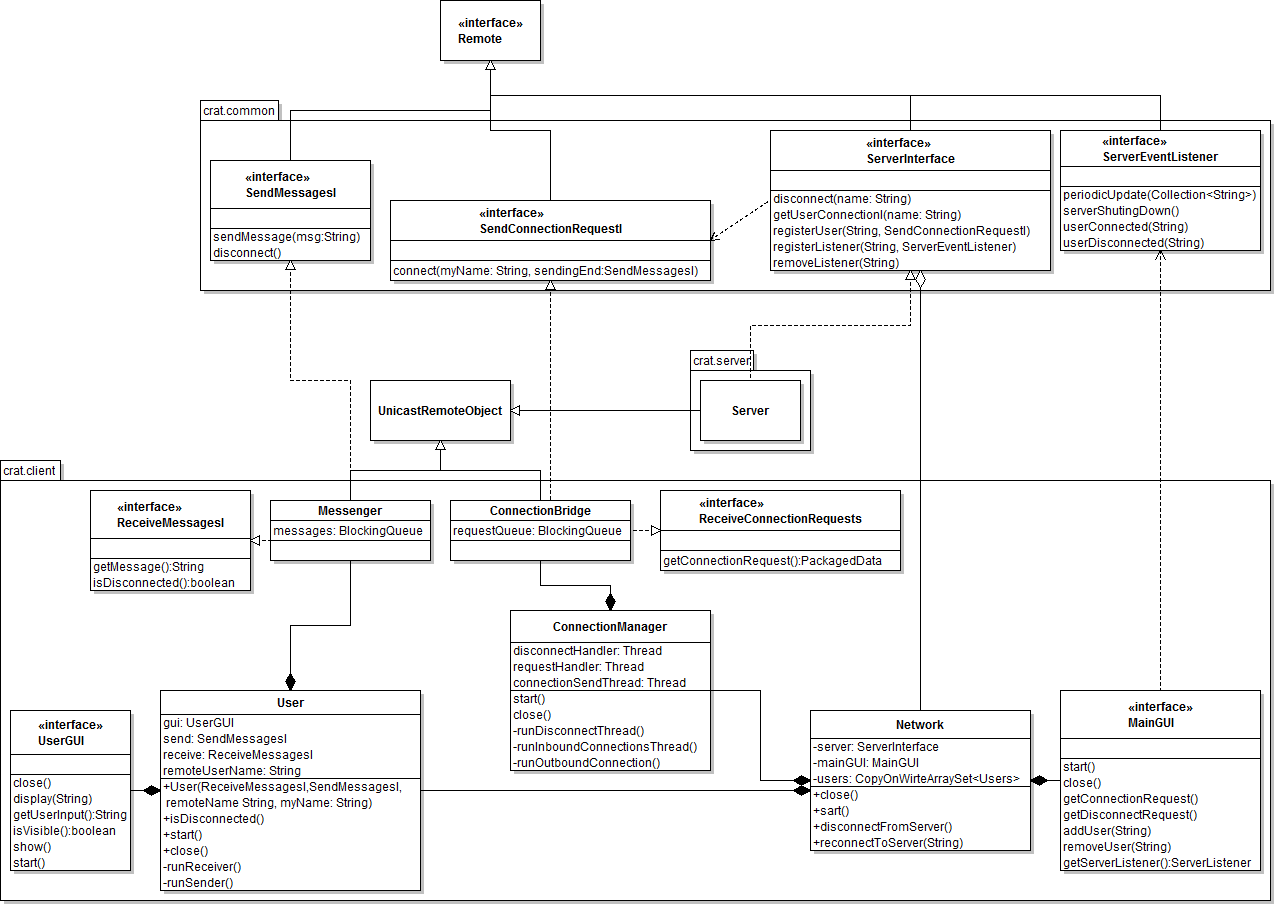 «interface»
Remote
crat.common
«interface»
SendMessagesI
sendMessage(msg:String)
disconnect()
«interface»
SendConnectionRequestI
connect(myName: String, sendingEnd:SendMessagesI)
«interface»
ServerInterface
disconnect(name: String)
getUserConnectionI(name: String)
registerUser(String, SendConnectionRequestI)
registerListener(String, ServerEventListener)
removeListener(String)
«interface»
ServerEventListener
periodicUpdate(Collection<String>)
serverShutingDown()
userConnected(String)
userDisconnected(String)
crat.server
Server
UnicastRemoteObject
crat.client
«interface»
ReceiveMessagesI
getMessage():String
isDisconnected():boolean
Messenger
messages: BlockingQueue
ConnectionBridge
requestQueue: BlockingQueue
«interface»
ReceiveConnectionRequests
getConnectionRequest():PackagedData
ConnectionManager
disconnectHandler: Thread
requestHandler: Thread
connectionSendThread: Thread
start()
close()
-runDisconnectThread()
-runInboundConnectionsThread()
-runOutboundConnection()
«interface»
UserGUI
close()
display(String)
getUserInput():String
isVisible():boolean
show()
start()
User
gui: UserGUI
send: SendMessagesI
receive: ReceiveMessagesI
remoteUserName: String
+User(ReceiveMessagesI,SendMessagesI,
remoteName String, myName: String)
+isDisconnected()
+start()
+close()
-runReceiver()
-runSender()
Network
-server: ServerInterface
-mainGUI: MainGUI
-users: CopyOnWirteArraySet<Users>
+close()
+sart()
+disconnectFromServer()
+reconnectToServer(String)
«interface»
MainGUI
start()
close()
getConnectionRequest()
getDisconnectRequest()
addUser(String)
removeUser(String)
getServerListener():ServerListener